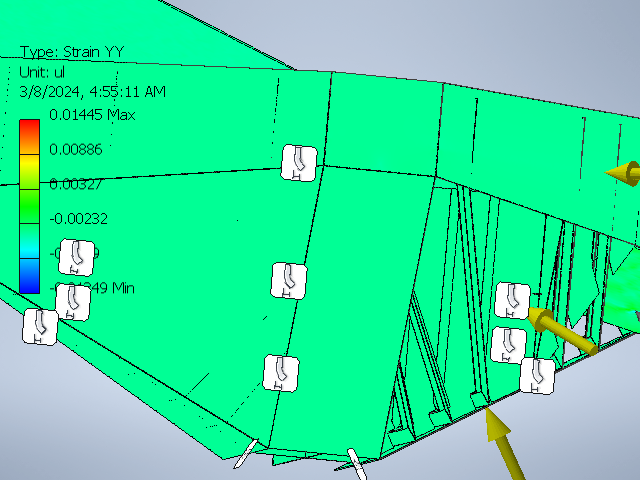 Type: Strain YY
Unit: ul
3/8/2024, 4:55:11 AM
0.01445 Max
0.00886
0.00327
-0.00232
Min